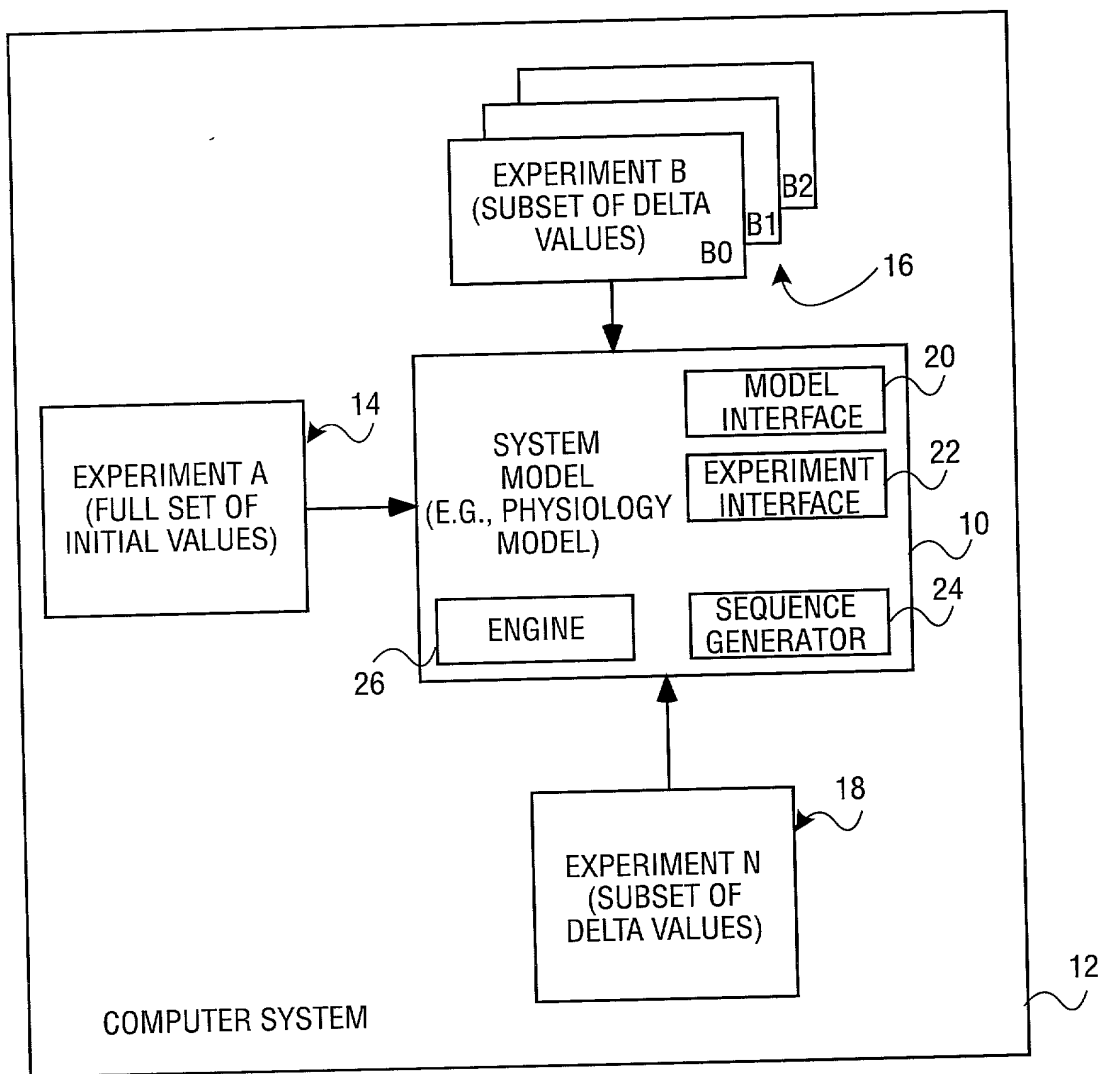 EXPERIMENT B
(SUBSET OF DELTA
VALUES)
B0
B1
B2
16
EXPERIMENT A
(FULL SET OF
INITIAL VALUES)
14
SYSTEM
MODEL
(E.G., PHYSIOLOGY
MODEL)
MODEL
INTERFACE
20
EXPERIMENT
INTERFACE
22
10
ENGINE
26
SEQUENCE
GENERATOR
24
EXPERIMENT N
(SUBSET OF
DELTA VALUES)
18
COMPUTER SYSTEM
12